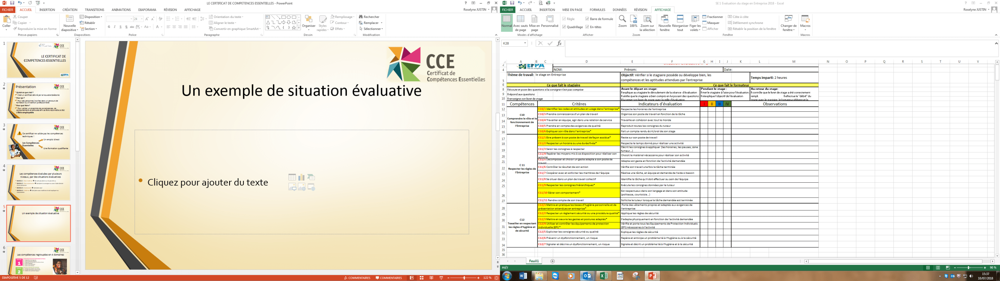 LE CERTIFICAT DE COMPETENCES ESSENTIELLES - PowerPoint
FICHIER ACCUEIL INSERTION CRÉATION TRANSITIONS ANIMATIONS DIAPORAMA RÉVISION AFFICHAGE
Roselyne JUSTIN
Coller
Couper
Copier
Reproduire la mise en forme
Presse-papiers
Nouvelle diapositive
Disposition
Rétablir
Section
Diapositives
24
Police
Orientation du texte
Aligner le texte
Convertir en graphique SmartArt
Paragraphe
Organiser
Styles rapides
Remplissage
Contour
Effets
Dessin
Rechercher
Remplacer
Sélectionner
Modification
1
CCE
LE CERTIFICAT DE
COMPETENCES ESSENTIELLES
EFPA
2
Présentation
Qu'est-ce que c'est ?
C'est un certificat délivré par la Nouvelle-Calédonie
Pour qui ?
Pour des personnes inscrites dans un parcours de
formation ou d'insertion professionnelle
Pour quoi faire ?
Pour valider un ensemble de connaissances, de
comportements et attitudes afin de faire reconnaître le fait
d'être employable
3
Ce certificat ne valide pas les compétences
techniques !
Un emploi direct
Les Compétences
Essentielles
Une formation qualifiante
4
Les compétences évaluées par plusieurs
niveaux, par des situations évaluatives
5
Un exemple de situation évaluative
6
Les compétences regroupées en 4 domaines
1
2
CCE
Certificat de
Compétences Essentielles
Un exemple de situation évaluative
Cliquez pour ajouter du texte
DIAPOSITIVE 5 DE 12
COMMENTAIRES COMMENTAIRES
122 %
SE 1 Evaluation du stage en Entreprise 2018 - Excel
FICHIER ACCUEIL INSERTION MISE EN PAGE FORMULES DONNÉES RÉVISION AFFICHAGE
Roselyne JUSTIN
Normal
Avec sauts de page
Mise en page
Personnalisé
Modes d'affichage
Règle
Barre de formule
Quadrillage
En-têtes
Afficher
Zoom
100%
Zoom sur la sélection
Zoom
Nouvelle fenêtre
Réorganiser tout
Figer les volets
Fractionner
Masquer
Afficher
Côte à côte
Défilement synchrone
Rétablir la position de la fenêtre
Fenêtre
Changer de fenêtre
Macros
Macros
K28
A B C D E F G H I J K L M N O P Q R S T U V
EFPA
NOM: Prénom: Date:
Thème de travail: le stage en Entreprise
Objectif: Vérifier si le stagiaire possède ou développe bien, les
compétences et les aptitudes attendues par l'entreprise
Temps imparti: 2 heures
Ce que fait le stagiaire
Ce que fait le formateur
Il écoute et pose des questions si la consigne n'est pas comprise
Il répond aux questions
Il renseigne son livret de stage
Avant le départ en stage:
Il explique au stagiaire le déroulement de la séance d'évaluation
Il vérifie que le stagiaire a bien compris en lui posant des questions.
Il lui remet son livret de stage avec la grille d'évaluation
Pendant le stage :
Il met le stagiaire à l'aise pour l'évaluation.
Il réexplique l'objectif de l'évaluation
Au retour du stage:
Il contrôle que le livret de stage a été correctement
rempli. Il effectue le "débrif" du
stage avec le stagiaire, le formateur référent et la
Compétences Critères Indicateurs d'évaluation I II III IV Observations
C10
Comprendre le rôle et le
fonctionnement de
l'Entreprise
C10/1 Identifier les codes et attitudes en usage dans l'entreprise* Respecte les horaires de l'entreprise
C10/3 Prendre connaissance d'un plan de travail Organise son poste de travail en fonction de la tâche
C10/4 Travailler en équipe, agir dans une relation de service Travaille en cohésion avec tout le monde
C10/5 Prendre en compte des exigences de qualité Reproduit toutes les consignes du tuteur
C10/6 Expliquer son rôle dans l'entreprise* Fait un compte rendu écrit/oral de son stage
C 11
Respecter les règles de
l'Entreprise
C11/1 Etre présent à son poste de travail de façon assidue* Reste sur son poste de travail
C11/2 Respecter un horaire ou une durée fixée* Respecte le temps donné pour réaliser une activité
C11/3 Saisir les consignes à respecter Décrit les consignes à appliquer (les horaires, les pauses, zone
fumeur...)
C11/4 Repérer les moyens mis à sa disposition pour réaliser son
activité Choisit le matériel nécessaire pour réaliser son activité
C11/5 Décomposer et choisir un geste adapté à son poste de
travail Adapte son geste en fonction de l'activité demandée
C11/6 Contrôler le résultat de son action Vérifie son travail une fois la tâche terminée
C11/7 Coopérer avec et solliciter les membres de l'équipe Réalise une tâche, en équipe et demande de l'aide si besoin
C11/8 Se situer dans un plan de travail collectif Identifie la tâche qu'il doit effectuer au sein de l'équipe
C11/9 Respecter les consignes hiérarchiques* Exécute les consignes données par le tuteur
C11/10 Gérer son comportement* Est respectueux dans son langage et dans son attitude
(politesse, courtoisie...)
C11/11 Rendre compte de son travail Sollicite le tuteur lorsque la tâche demandée est terminée
C12
Travailler en respectant
les règles d'hygiène et
de sécurité
C12/1 Mettre en pratique les bases d'hygiène personnelle et de
présentation attendues en entreprise* Porte des vêtements propres et adaptés aux exigences de
l'entreprise
C12/2 Respecter un règlement sécurité ou une procédure qualité* Applique les règles de sécurité
C12/3 Mettre en oeuvre les gestes et postures adaptés* S'adapte physiquement en fonction de l'activité demandée
C12/4 Utiliser et contrôler les équipements de protection
individuelle (EPI)* Vérifie et porte tous les Equipements de Protection Individuels
(EPI) nécessaires à l'activité
C12/5 Expliciter les consignes sécurité ou qualité Explique les règles de sécurité
C12/6 Prévenir un dysfonctionnement, un risque Repère et anticipe un problème lié à l'hygiène ou à la sécurité
C12/7 Signaler et décrire un dysfonctionnement, un risque Signale et décrit un problème lié à l'hygiène et à la sécurité
Feuil1
PRÊT
90 %
15:37
10/07/2018